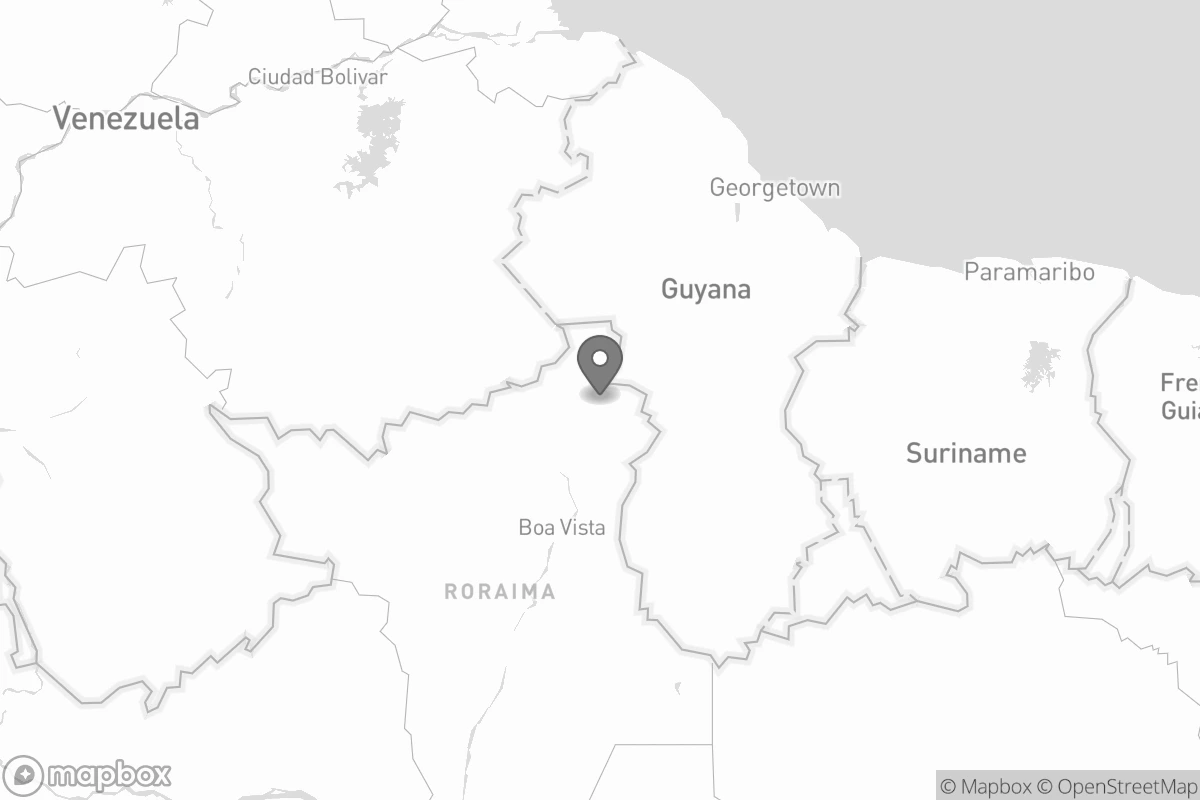 Ciudad Bolivar
Venezuela
Georgetown
Paramaribo
Guyana
Fre
Guia
Suriname
Boa Vista
RORAIMA
mapbox
© Mapbox © OpenStreetMap